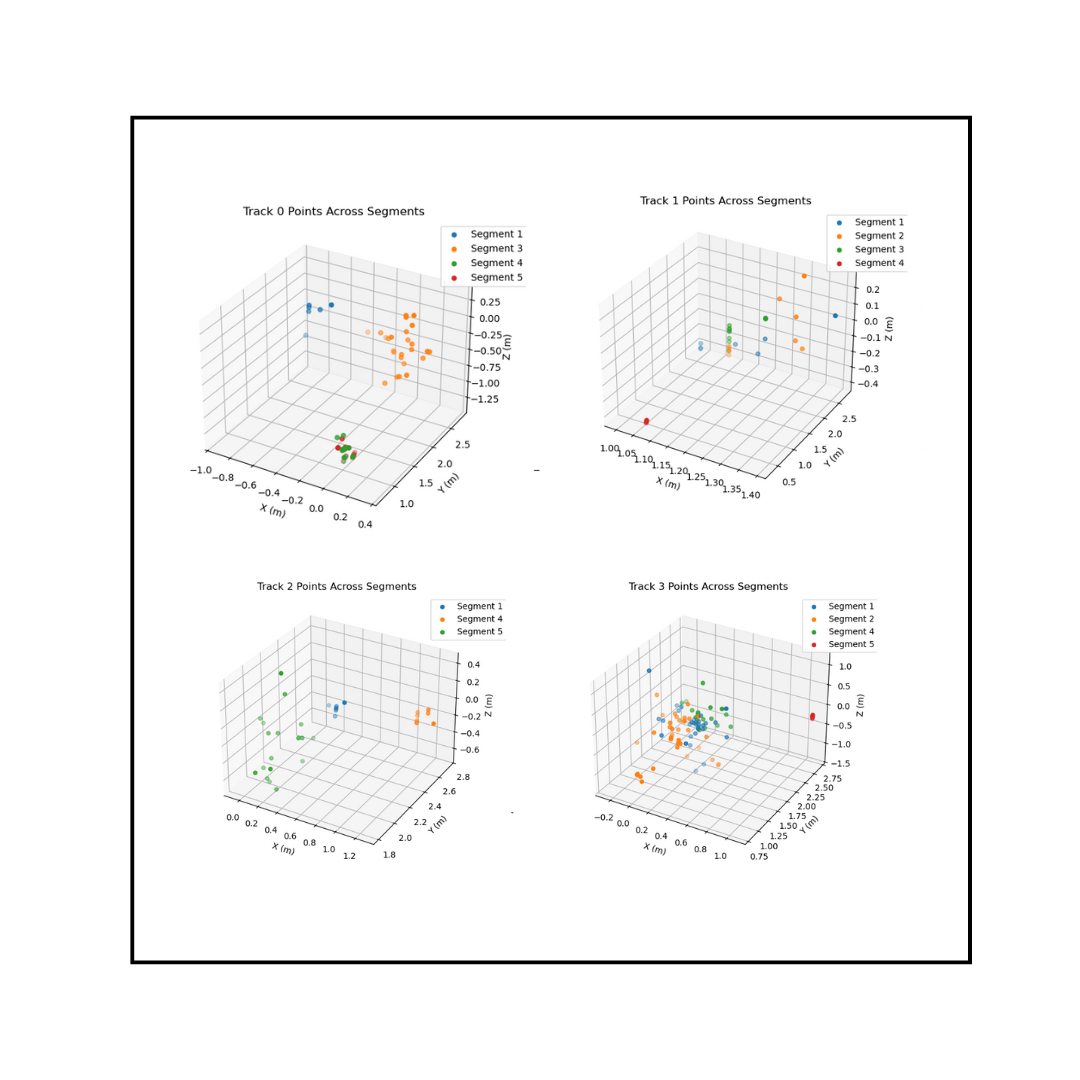 Track 0 Points Across Segments
Segment 1
Segment 3
Segment 4
Segment 5
0.25
0.00
−0.25
−0.50
−0.75
−1.00
−1.25
Z (m)
2.5
2.0
1.5
1.0
Y (m)
−1.0
−0.8
−0.6
−0.4
−0.2
0.0
0.2
0.4
X (m)
Track 1 Points Across Segments
Segment 1
Segment 2
Segment 3
Segment 4
0.2
0.1
0.0
−0.1
−0.2
−0.3
−0.4
Z (m)
2.5
2.0
1.5
1.0
0.5
Y (m)
1.00
1.05
1.10
1.15
1.20
1.25
1.30
1.35
1.40
X (m)
Track 2 Points Across Segments
Segment 1
Segment 4
Segment 5
0.4
0.2
0.0
−0.2
−0.4
−0.6
Z (m)
2.8
2.6
2.4
2.2
2.0
1.8
Y (m)
0.0
0.2
0.4
0.6
0.8
1.0
1.2
X (m)
Track 3 Points Across Segments
Segment 1
Segment 2
Segment 4
Segment 5
1.0
0.5
0.0
−0.5
−1.0
−1.5
Z (m)
2.75
2.50
2.25
2.00
1.75
1.50
1.25
1.00
0.75
Y (m)
−0.2
0.0
0.2
0.4
0.6
0.8
1.0
X (m)